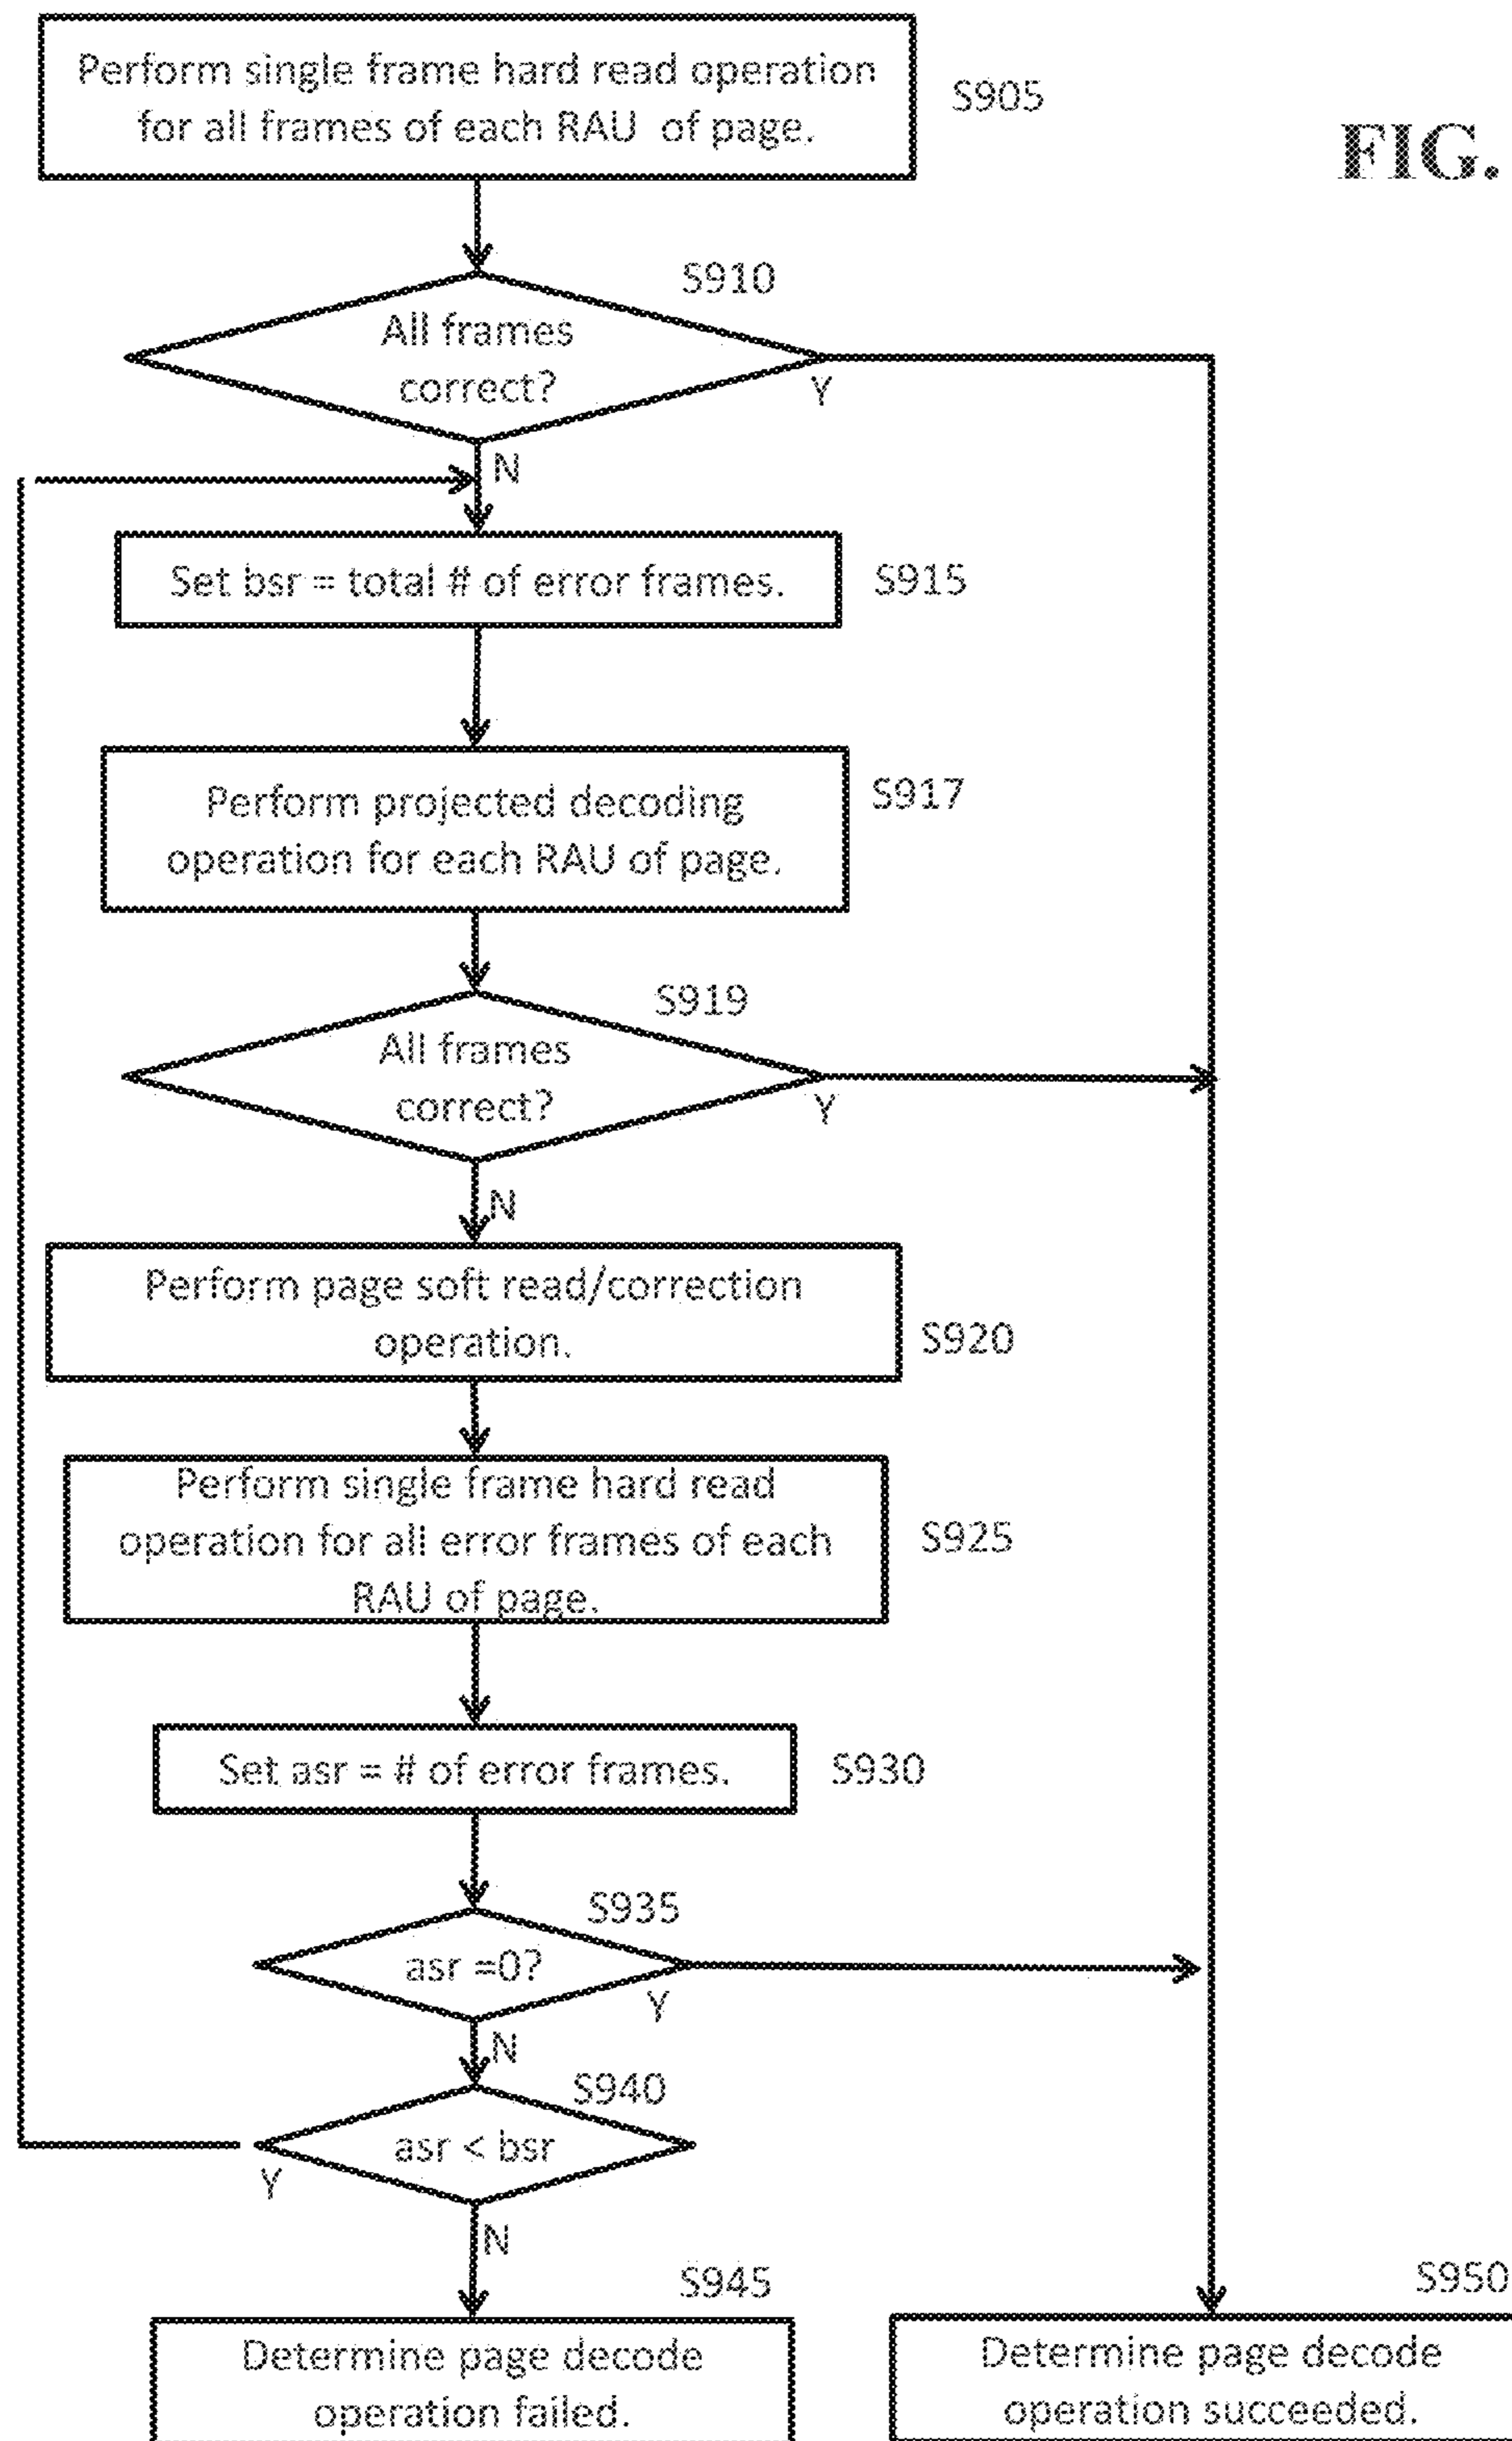 Perform single frame hard read operation
for all frames of each RAU of page.
S905
FIG.
S910
All frames
correct?
Y
N
Set bsr = total # of error frames.
S915
Perform projected decoding
operation for each RAU of page.
S917
S919
All frames
correct?
Y
N
Perform page soft read/correction
operation.
S920
Perform single frame hard read
operation for all error frames of each
RAU of page.
S925
Set asr = # of error frames.
S930
S935
asr =0?
Y
N
S940
asr < bsr
Y
N
S945
Determine page decode
operation failed.
S950
Determine page decode
operation succeeded.